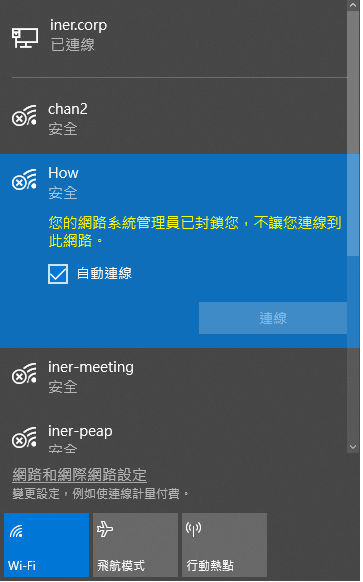 iner.corp
已連線
chan2
安全
How
安全
您的網路系統管理員已封鎖您，不讓您連線到
此網路。
自動連線
連線
iner-meeting
安全
iner-peap
安全
網路和網際網路設定
變更設定，例如使連線計量付費。
Wi-Fi
飛航模式
行動熱點